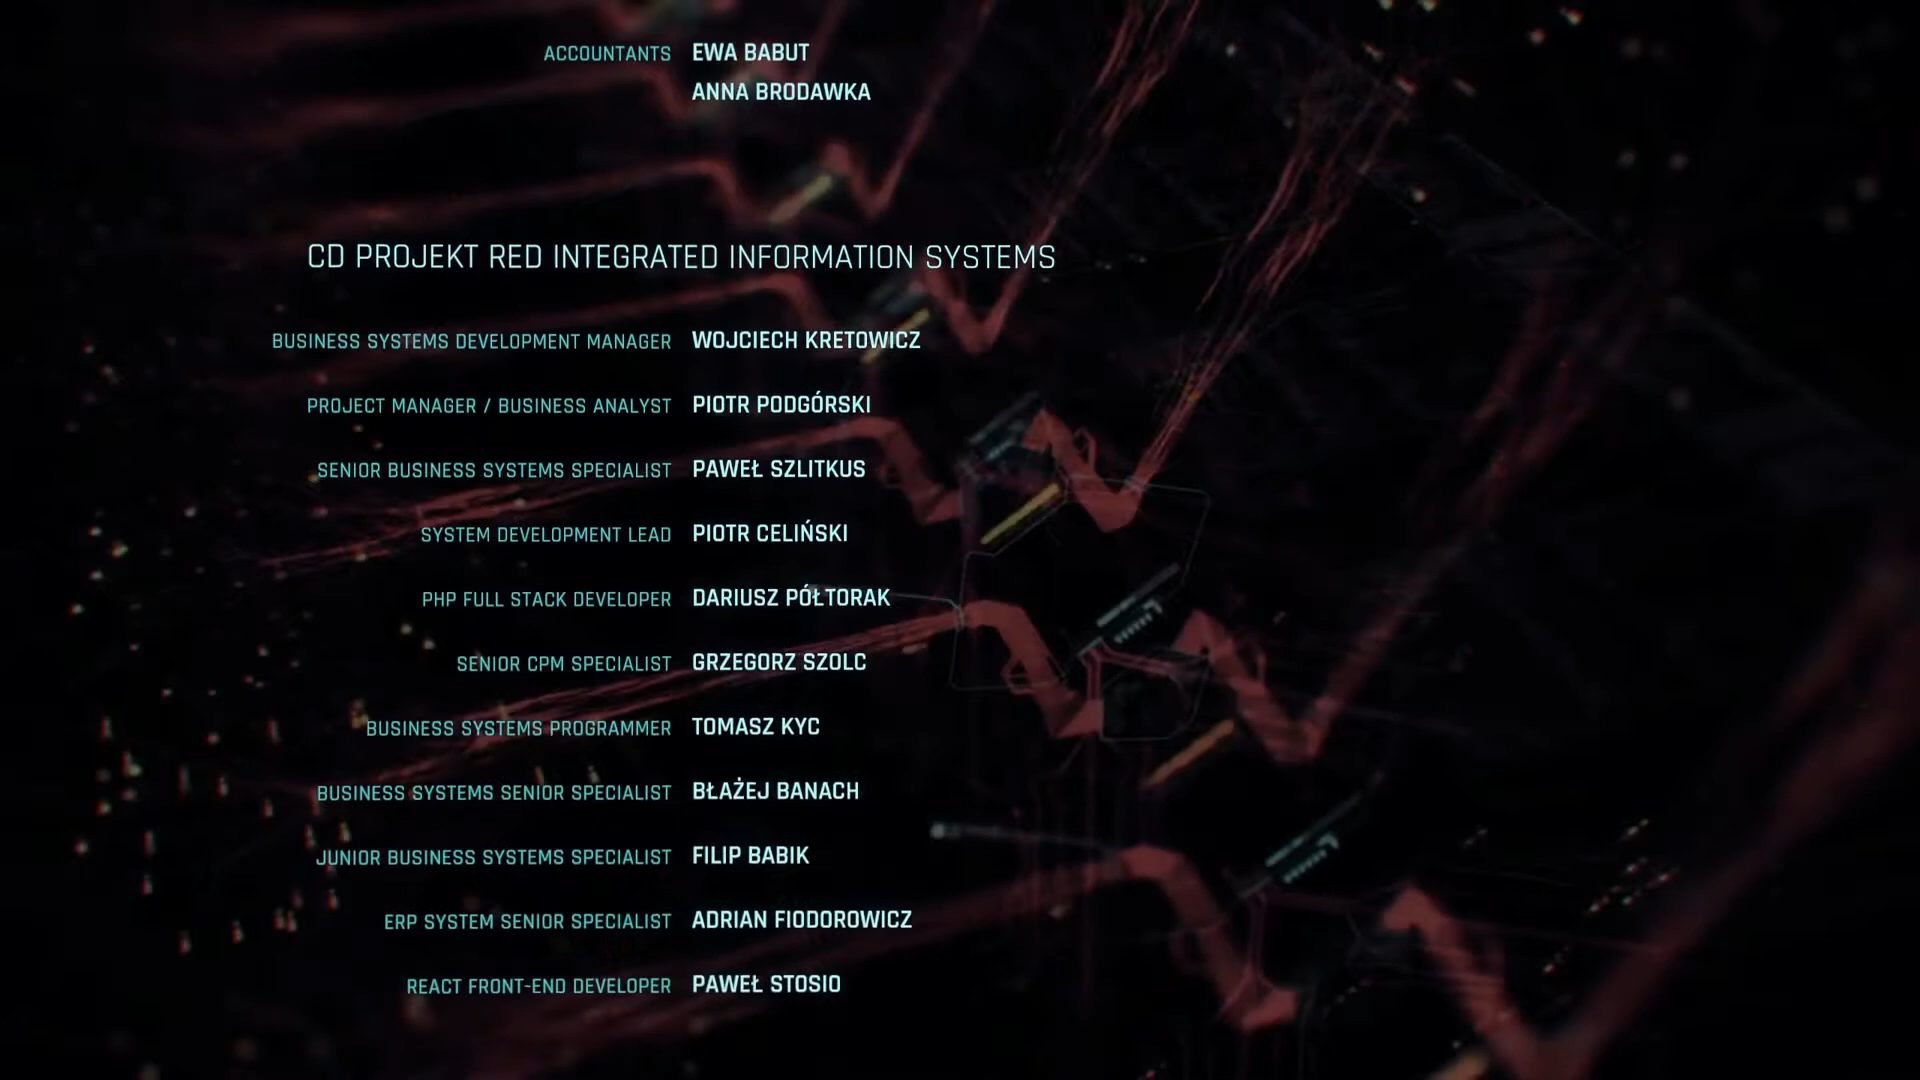 ACCOUNTANTS EWA BABUT
ANNA BRODAWKA
CD PROJEKT RED INTEGRATED INFORMATION SYSTEMS
BUSINESS SYSTEMS DEVELOPMENT MANAGER WOJCIECH KRETOWICZ
PROJECT MANAGER / BUSINESS ANALYST PIOTR PODGÓRSKI
SENIOR BUSINESS SYSTEMS SPECIALIST PAWEŁ SZLITKUS
SYSTEM DEVELOPMENT LEAD PIOTR CELIŃSKI
PHP FULL STACK DEVELOPER DARIUSZ PÓŁTORAK
SENIOR CPM SPECIALIST GRZEGORZ SZOLC
BUSINESS SYSTEMS PROGRAMMER TOMASZ KYC
BUSINESS SYSTEMS SENIOR SPECIALIST BŁAŻEJ BANACH
JUNIOR BUSINESS SYSTEMS SPECIALIST FILIP BABIK
ERP SYSTEM SENIOR SPECIALIST ADRIAN FIODOROWICZ
REACT FRONT-END DEVELOPER PAWEŁ STOSIO